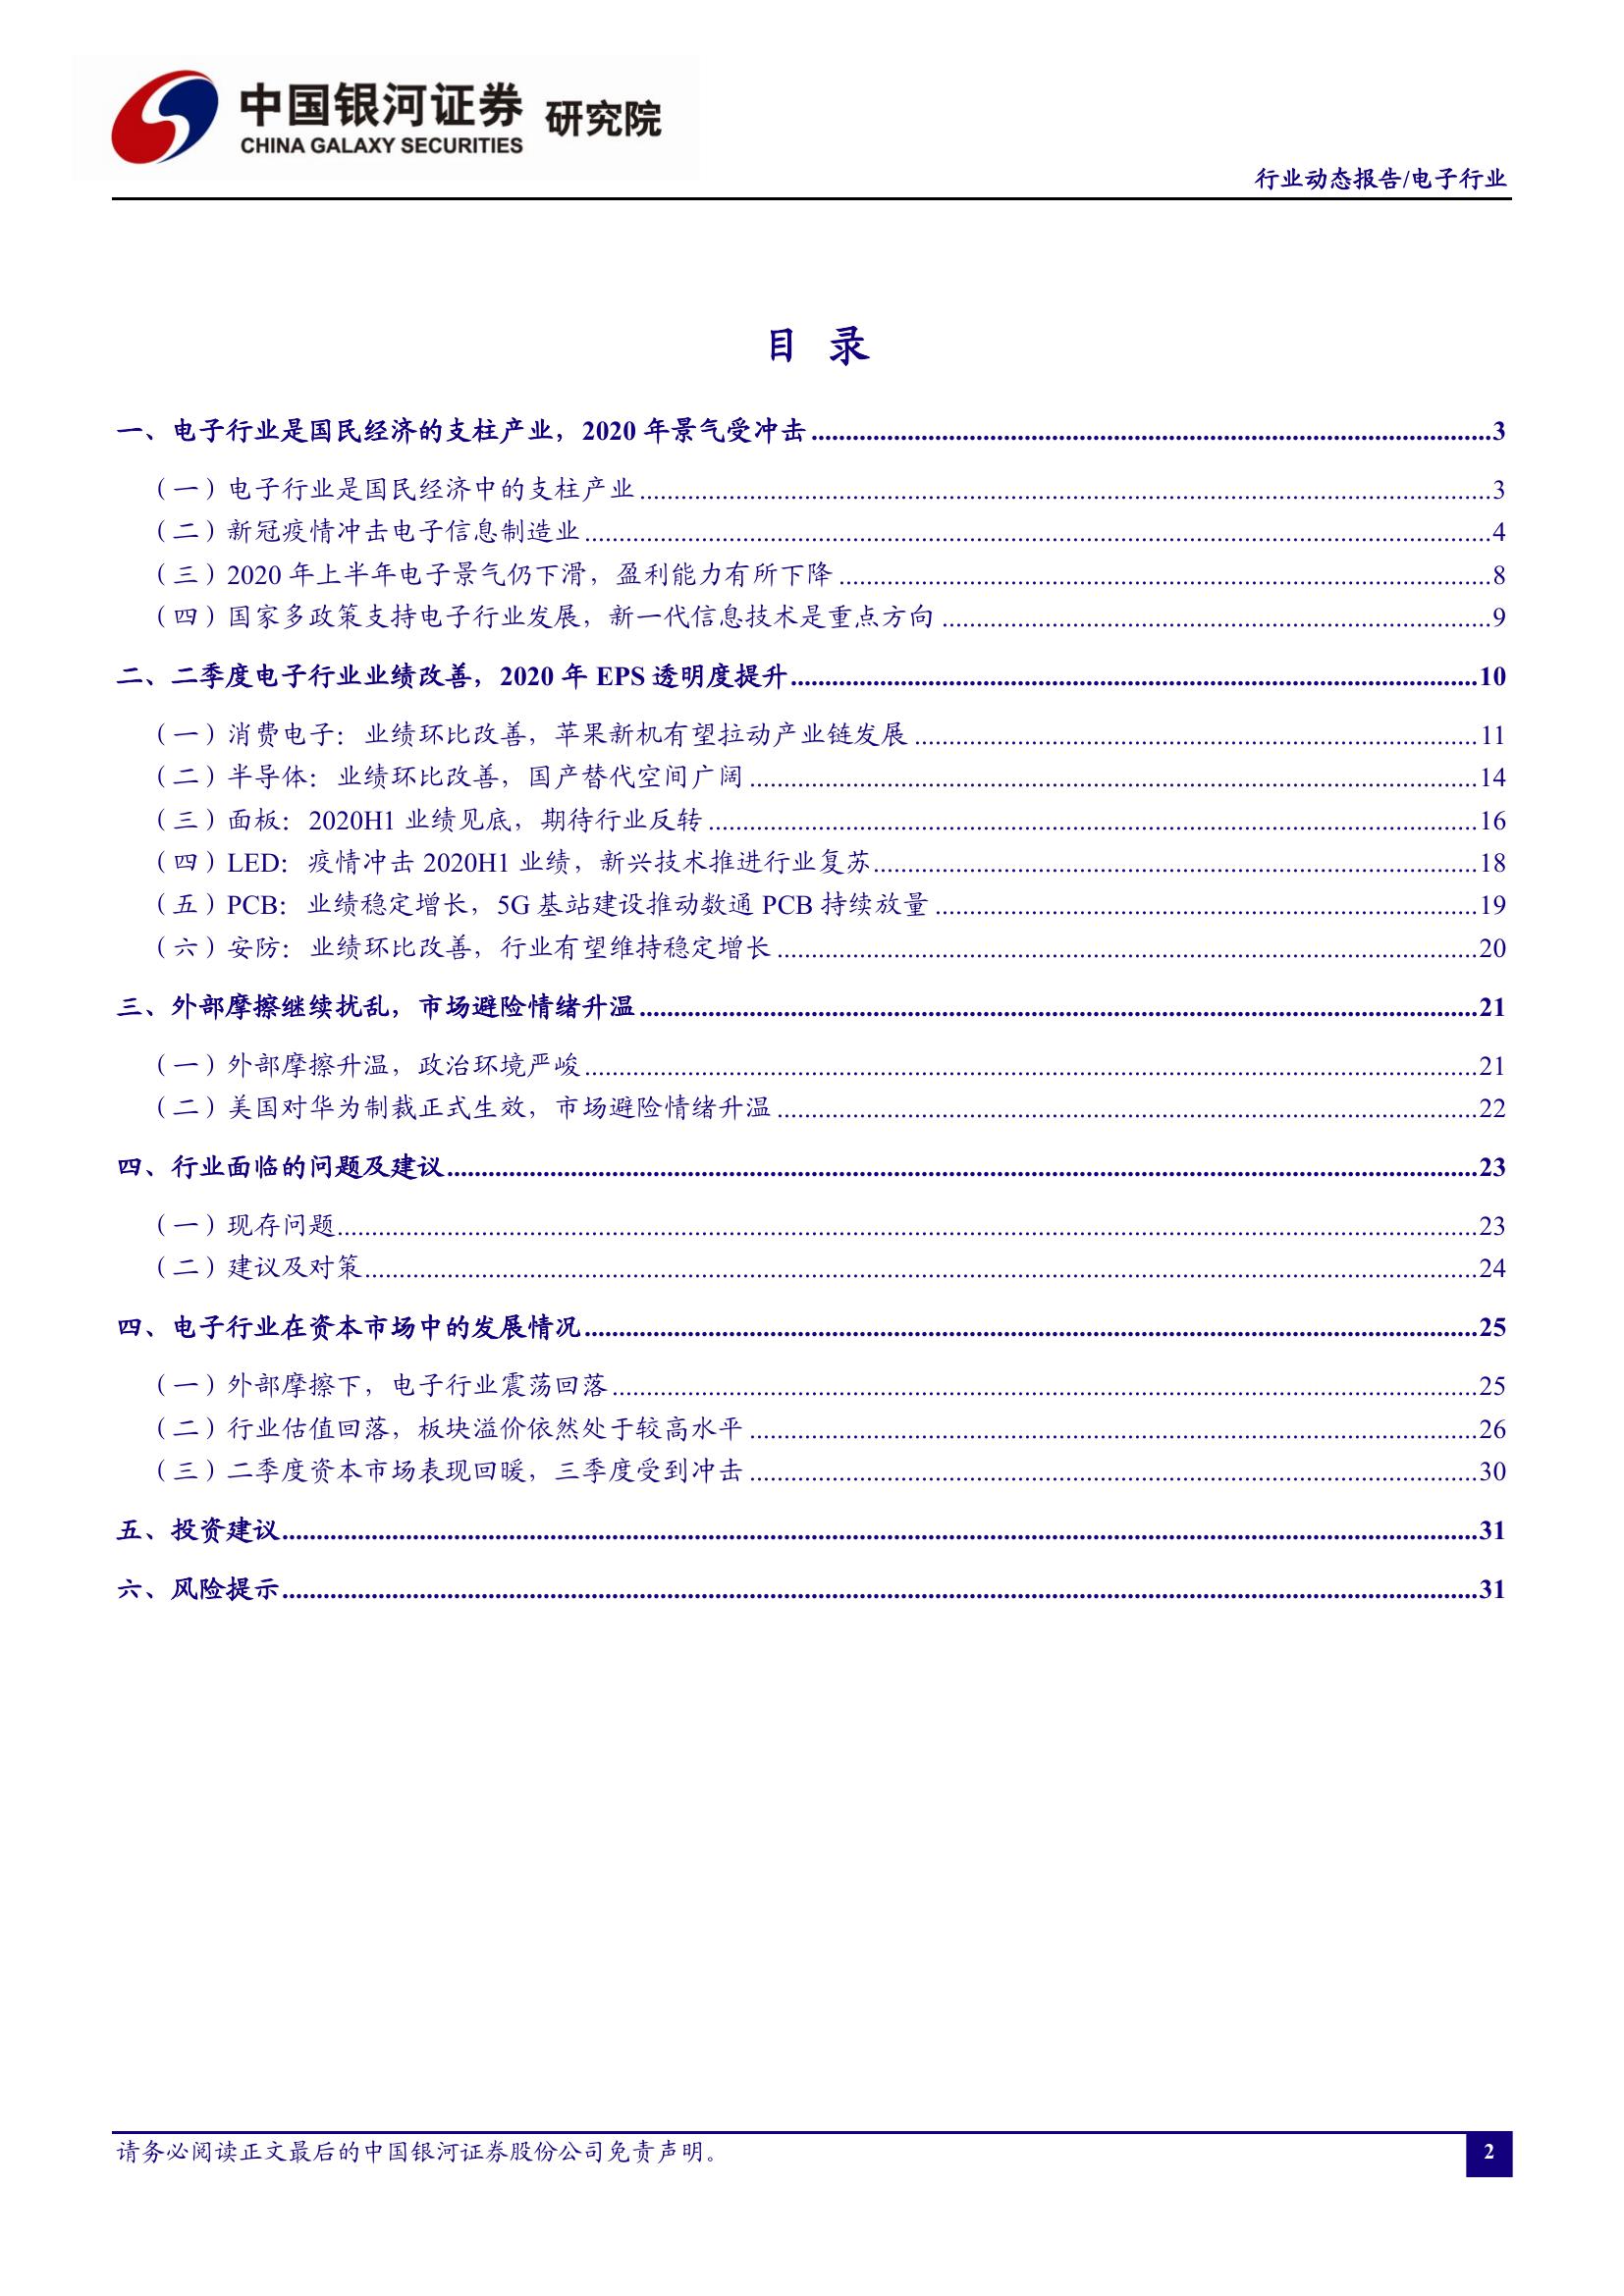 中国银河证券 研究院
CHINA GALAXY SECURITIES
行业动态报告/电子行业
目 录
一、电子行业是国民经济的支柱产业，2020 年景气受冲击........................3
（一）电子行业是国民经济中的支柱产业........................3
（二）新冠疫情冲击电子信息制造业........................4
（三）2020 年上半年电子景气仍下滑，盈利能力有所下降........................8
（四）国家多政策支持电子行业发展，新一代信息技术是重点方向........................9
二、二季度电子行业业绩改善，2020 年 EPS 透明度提升........................10
（一）消费电子：业绩环比改善，苹果新机有望拉动产业链发展........................11
（二）半导体：业绩环比改善，国产替代空间广阔........................14
（三）面板：2020H1 业绩见底，期待行业反转........................16
（四）LED：疫情冲击 2020H1 业绩，新兴技术推进行业复苏........................18
（五）PCB：业绩稳定增长，5G 基站建设推动数通 PCB 持续放量........................19
（六）安防：业绩环比改善，行业有望维持稳定增长........................20
三、外部摩擦继续扰乱，市场避险情绪升温........................21
（一）外部摩擦升温，政治环境严峻........................21
（二）美国对华为制裁正式生效，市场避险情绪升温........................22
四、行业面临的问题及建议........................23
（一）现存问题........................23
（二）建议及对策........................24
四、电子行业在资本市场中的发展情况........................25
（一）外部摩擦下，电子行业震荡回落........................25
（二）行业估值回落，板块溢价依然处于较高水平........................26
（三）二季度资本市场表现回暖，三季度受到冲击........................30
五、投资建议........................31
六、风险提示........................31
请务必阅读正文最后的中国银河证券股份公司免责声明。
2